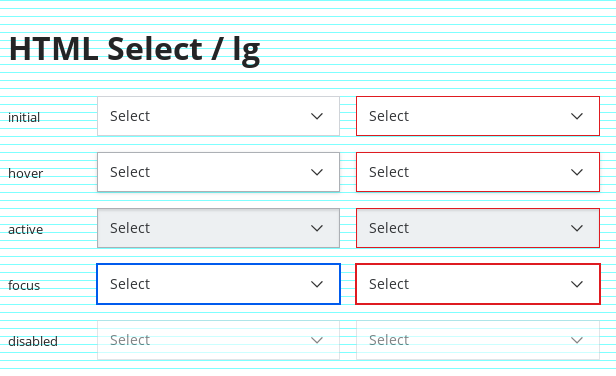 HTML Select / lg
initial Select Select
hover Select Select
active Select Select
focus Select Select
disabled Select Select